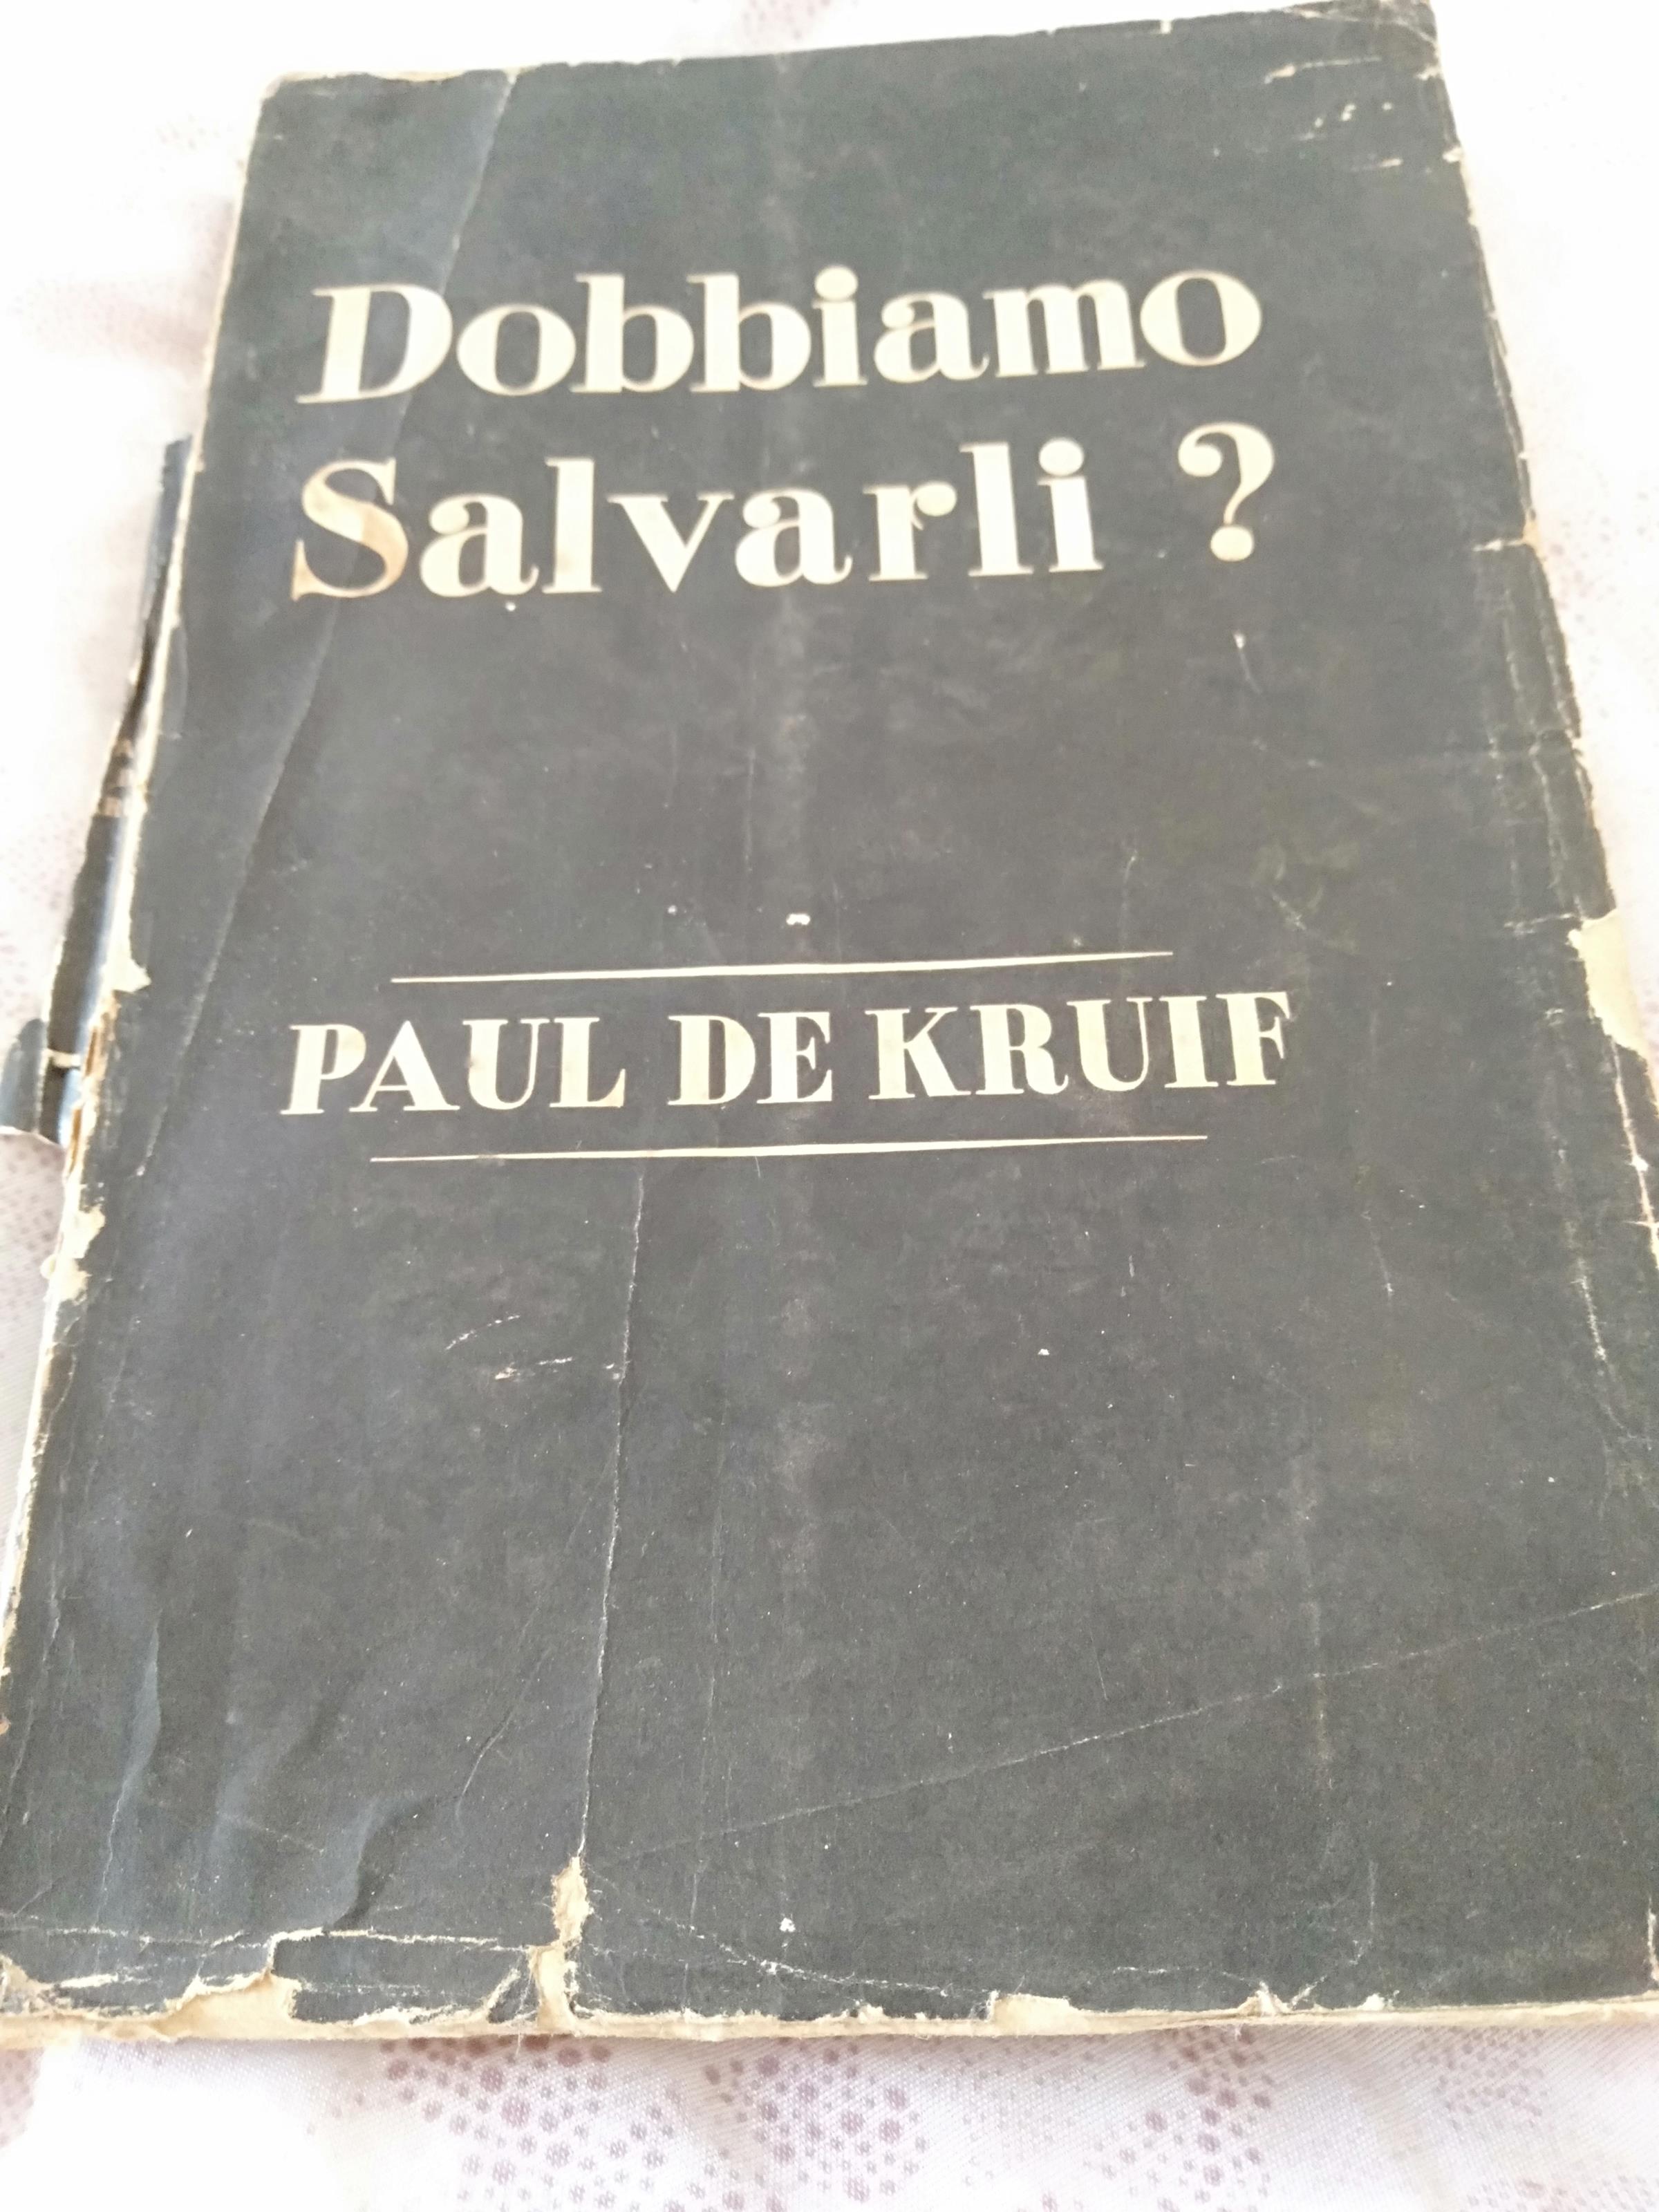 Dobbiamo
Salvarli ?
PAUL DE KRUIF